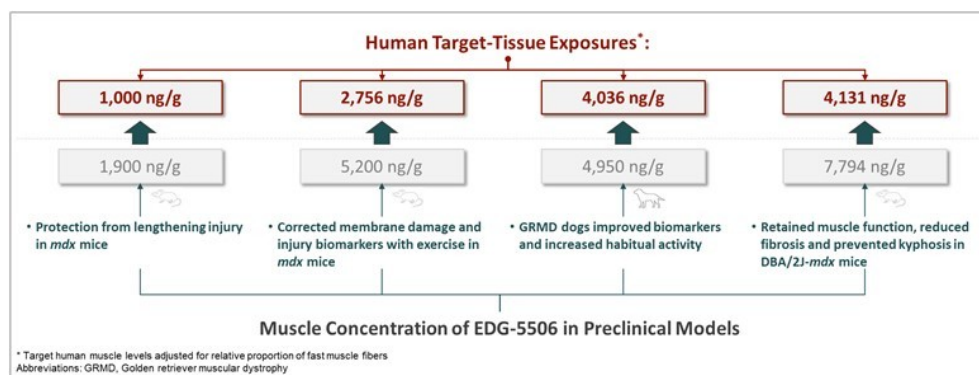 Human Target-Tissue Exposures*:
1,000 ng/g
2,756 ng/g
4,036 ng/g
4,131 ng/g
1,900 ng/g
5,200 ng/g
4,950 ng/g
7,794 ng/g
• Protection from lengthening injury
in mdx mice
• Corrected membrane damage and
injury biomarkers with exercise in
mdx mice
• GRMD dogs improved biomarkers
and increased habitual activity
• Retained muscle function, reduced
fibrosis and prevented kyphosis in
DBA/2J-mdx mice
Muscle Concentration of EDG-5506 in Preclinical Models
* Target human muscle levels adjusted for relative proportion of fast muscle fibers
Abbreviations: GRMD, Golden retriever muscular dystrophy